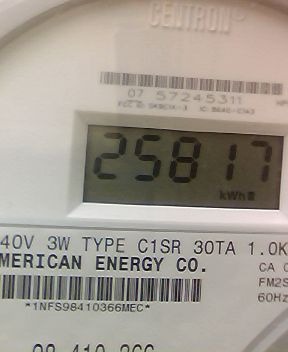 CENTRON®
07 57245311
25817
kWh
40V 3W TYPE C1SR 30TA 1.0K
MERICAN ENERGY CO.
CA 0
FM2S
*1NFS98410366MEC*
60Hz